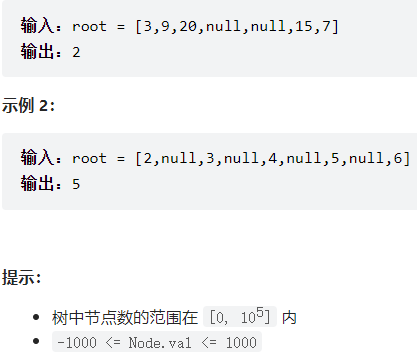 输入：root = [3,9,20,null,null,15,7]
输出：2
示例 2：
输入：root = [2,null,3,null,4,null,5,null,6]
输出：5
提示：
• 树中节点数的范围在 [0, 10⁵] 内
• -1000 <= Node.val <= 1000